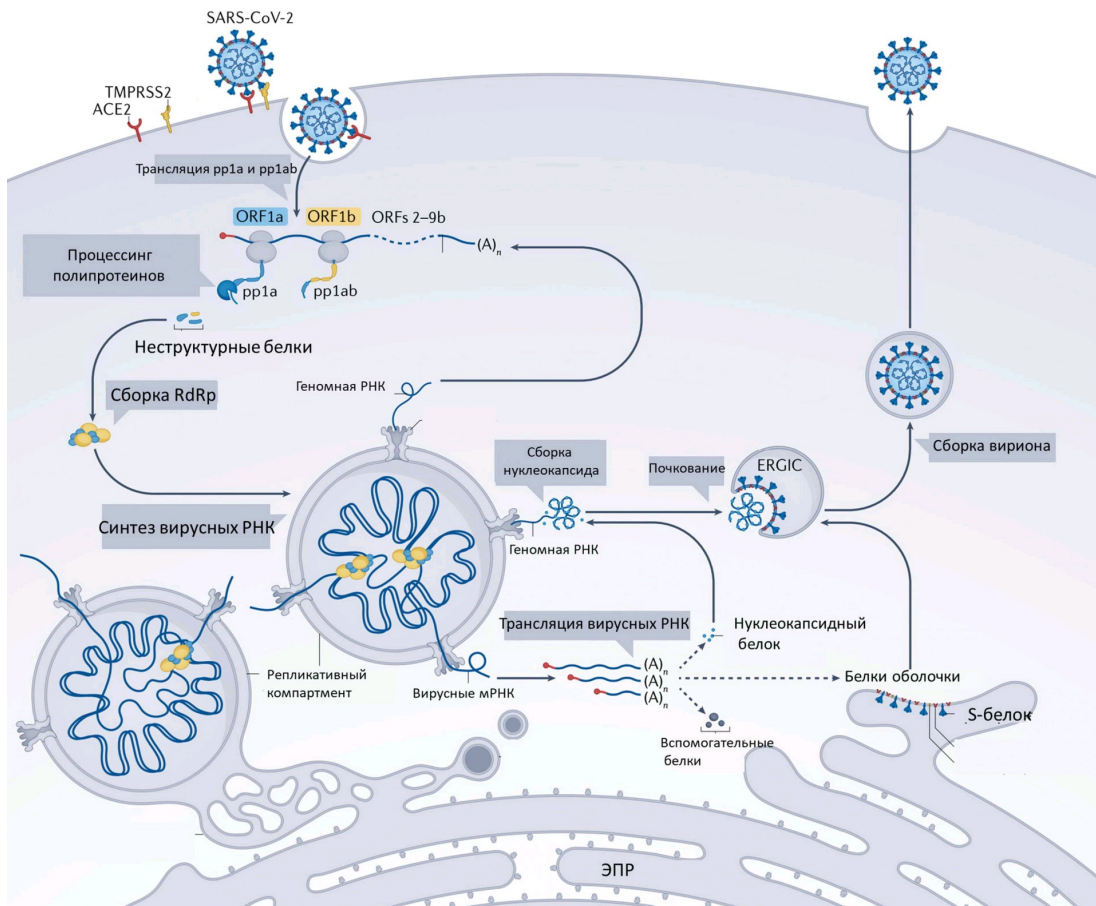 SARS-CoV-2
TMPRSS2
ACE2
Трансляция pp1a и pp1ab
ORF1a
ORF1b
ORFs 2–9b
(A)n
Процессинг
полипротеинов
pp1a
pp1ab
Неструктурные белки
Сборка RdRp
Геномная РНК
Синтез вирусных РНК
Сборка
нуклеокапсида
Почкование
ERGIC
Сборка вириона
Геномная РНК
Трансляция вирусных РНК
Нуклеокапсидный
белок
Репликативный
компартмент
Вирусные мРНК
(A)n
(A)n
(A)n
Белки оболочки
S-белок
Вспомогательные
белки
ЭПР